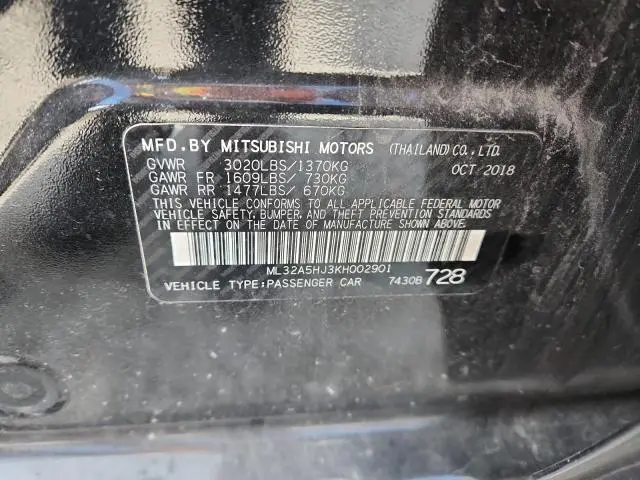 MFD.BY MITSUBISHI MOTORS (THAILAND) CO., LTD.
GVWR 3020LBS/1370KG OCT 2018
GAWR FR 1609LBS/ 730KG
GAWR RR 1477LBS/ 670KG
THIS VEHICLE CONFORMS TO ALL APPLICABLE U.S. FEDERAL MOTOR
VEHICLE SAFETY, BUMPER, AND THEFT PREVENTION STANDARDS
IN EFFECT ON THE DATE OF MANUFACTURE SHOWN ABOVE.
ML32A5HJ3KH002901
VEHICLE TYPE:PASSENGER CAR 7430B 728